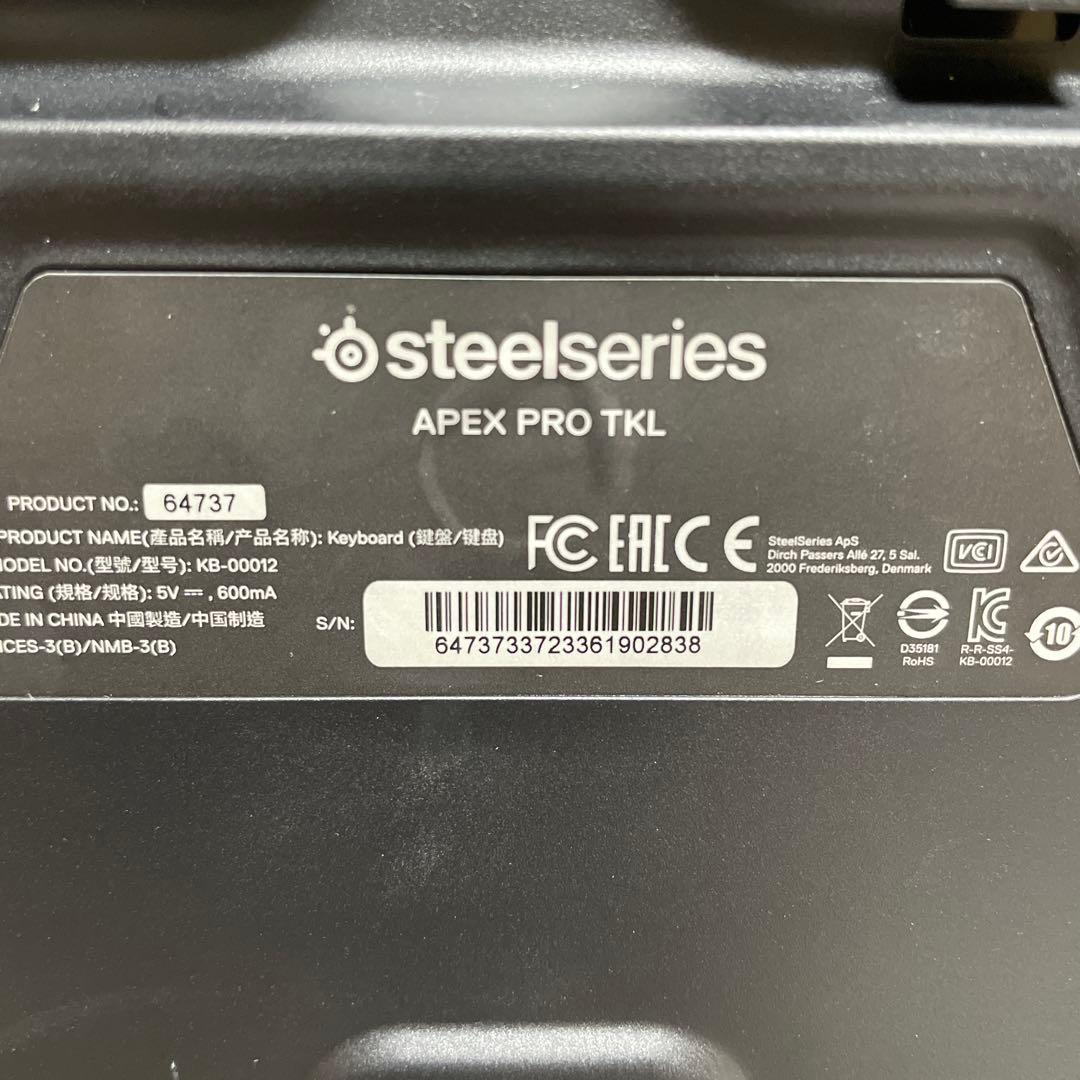 steelseries
APEX PRO TKL
PRODUCT NO.: 64737
PRODUCT NAME(產品名稱/产品名称): Keyboard (鍵盤/键盘)
MODEL NO.(型號/型号): KB-00012
ATING (規格/规格): 5V ⎓ , 600mA
DE IN CHINA 中國製造/中国制造
ICES-3(B)/NMB-3(B)
S/N:
6473733723361902838
FC EAC CE
SteelSeries ApS
Dirch Passers Allé 27, 5 Sal.
2000 Frederiksberg, Denmark
VCI
D35181
RoHS
R-R-SS4-
KB-00012
10